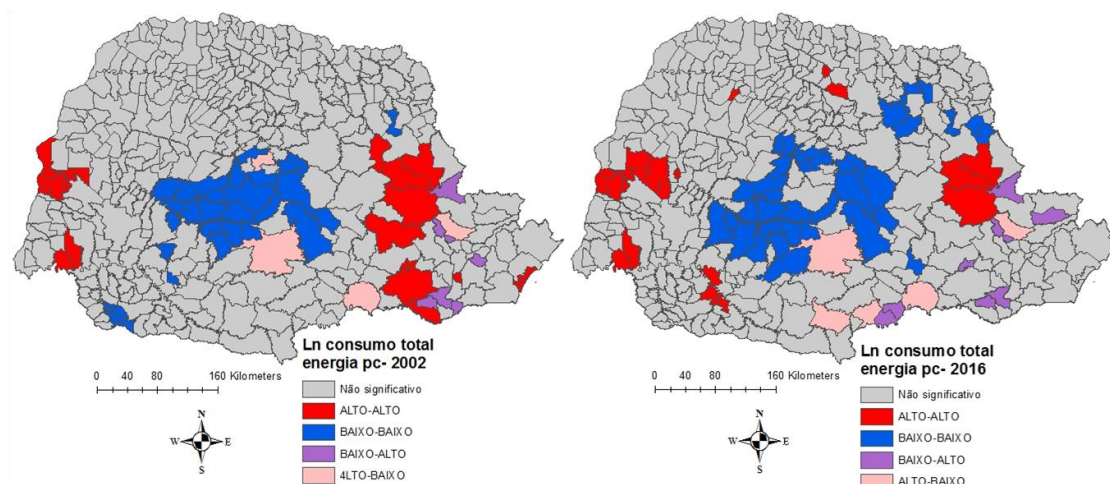 Ln consumo total
energia pc- 2002
0 40 80 160 Kilometers
Não significativo
ALTO-ALTO
BAIXO-BAIXO
BAIXO-ALTO
4LTO-BAIXO
N
W E
S
Ln consumo total
energia pc- 2016
0 40 80 160 Kilometers
Não significativo
ALTO-ALTO
BAIXO-BAIXO
BAIXO-ALTO
ALTO-BAIXO
N
W E
S